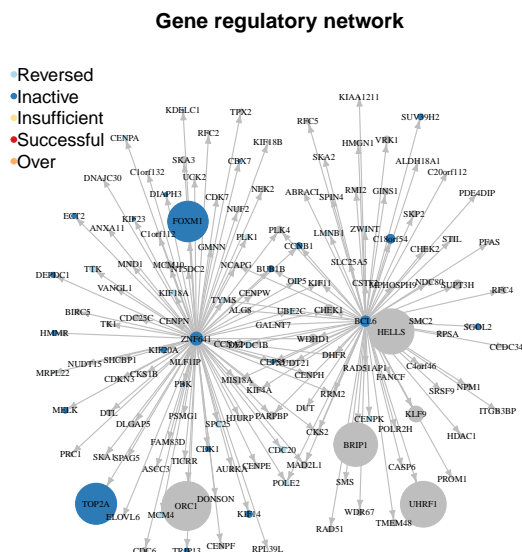 Gene regulatory network
Reversed
Inactive
Insufficient
Successful
Over
KIAA1211
KDELC1
TPX2
RFC5
SUV39H2
CENPA
RFC2
KIF18B
HMGN1
VRK1
SKA3
CBX7
SKA2
ALDH18A1
C1orf132
UCK2
C20orf112
DNAJC30
DIAPH3
CDK7
NEK2
ABRACL
SPIN4
RMI2
GINS1
PDE4DIP
ECT2
KIF23
FOXM1
NUF2
SKP2
ANXA11
C1orf112
PLK1
PLK4
LMNB1
ZWINT
C18orf54
STIL
PFAS
GMNN
CCNB1
CHEK2
MND1
MCM10
NCAPG
SLC25A5
DEPDC1
TTK
NT5DC2
BUB1B
OIP5
KIF11
CSTF2
MPHOSPH9
NDC80
SUPT3H
RFC4
VANGL1
KIF18A
CENPW
BIRC5
TYMS
ALG8
UBE2C
CHEK1
TK1
CDC25C
CENPN
GALNT7
BCL6
HELLS
SMC2
SGOL2
HMMR
ZNF641
WDHD1
RPSA
CCDC34
KIF20A
DEPDC1B
DHFR
NUDT15
SHCBP1
MLF1IP
NUDT21
RAD51AP1
C4orf46
MRPL22
CDKN3
CKS1B
PBK
MIS18A
KIF4A
CENPH
FANCF
SRSF9
NPM1
MELK
DTL
PSMG1
RRM2
DUT
ITGB3BP
DLGAP5
SPC25
HJURP
PARPBP
CENPK
KLF9
CKS2
POLR2H
HDAC1
PRC1
SPAG5
FAM83D
CDK1
CDC20
BRIP1
ASCC3
TICRR
AURKA
CENPE
MAD2L1
CASP6
PROM1
POLE2
SMS
TOP2A
DONSON
ORC1
UHRF1
ELOVL6
MCM4
KIF14
WDR67
TMEM48
RAD51
CDC6
TRIP13
CENPF
RPL39L